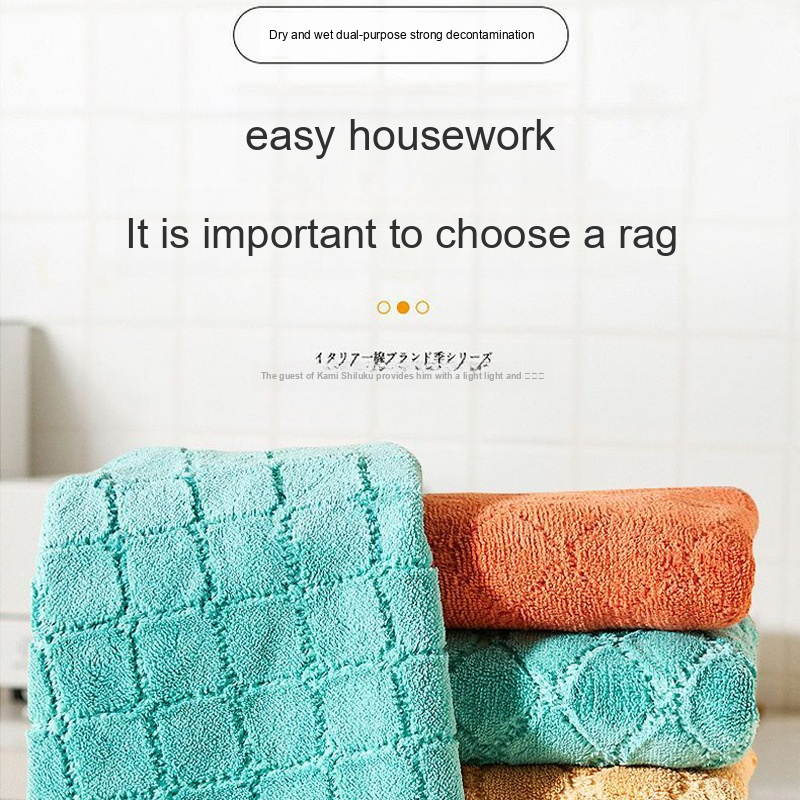 Dry and wet dual-purpose strong decontamination
easy housework
It is important to choose a rag
イタリア一線ブランド季シリーズ
The guest of Kami Shiluku provides him with a light light and